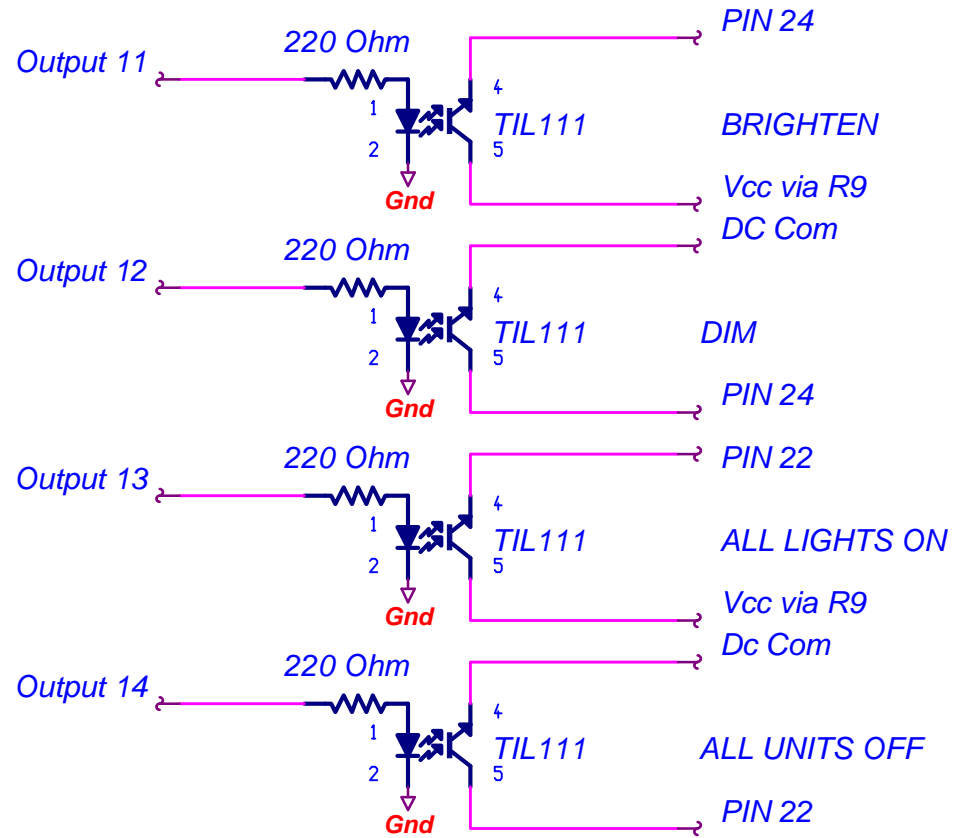 PIN 24
220 Ohm
Output 11
4
1
TIL111
BRIGHTEN
2
5
Vcc via R9
Gnd
DC Com
220 Ohm
Output 12
4
1
TIL111
DIM
2
5
PIN 24
Gnd
220 Ohm
PIN 22
Output 13
4
1
TIL111
ALL LIGHTS ON
2
5
Vcc via R9
Gnd
Dc Com
220 Ohm
Output 14
4
1
TIL111
ALL UNITS OFF
2
5
PIN 22
Gnd